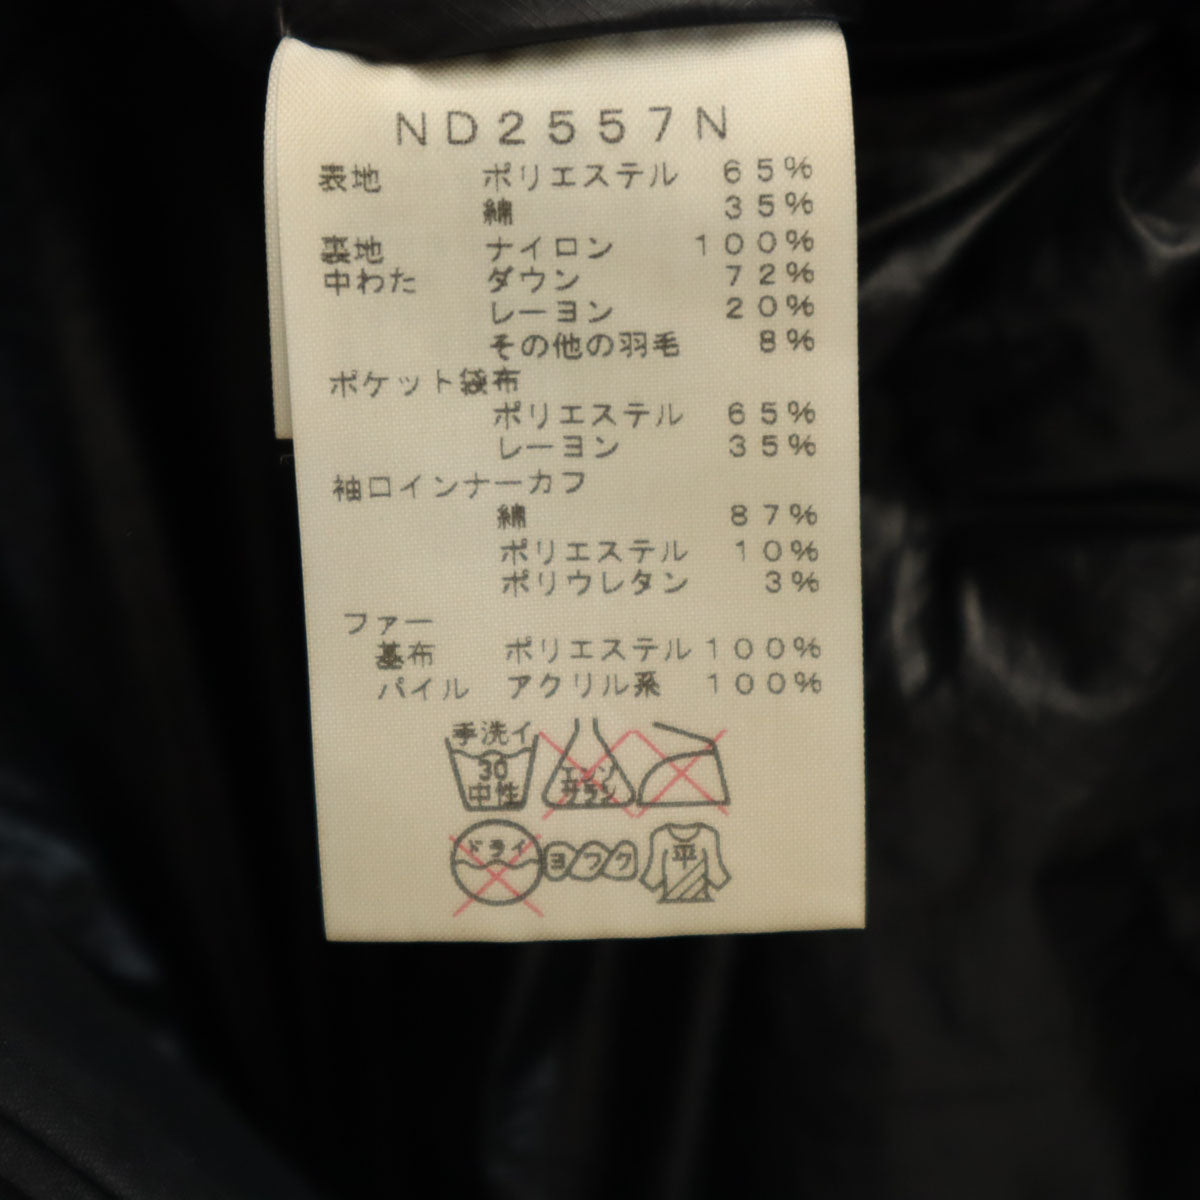 ND2557N
表地 ポリエステル 65%
綿 35%
裏地 ナイロン 100%
中わた ダウン 72%
レーヨン 20%
その他の羽毛 8%
ポケット袋布
ポリエステル 65%
レーヨン 35%
袖口インナーカフ
綿 87%
ポリエステル 10%
ポリウレタン 3%
ファー
基布 ポリエステル 100%
パイル アクリル系 100%
手洗イ
30
中性
エンソ
サラシ
ドライ
ヨワク
平